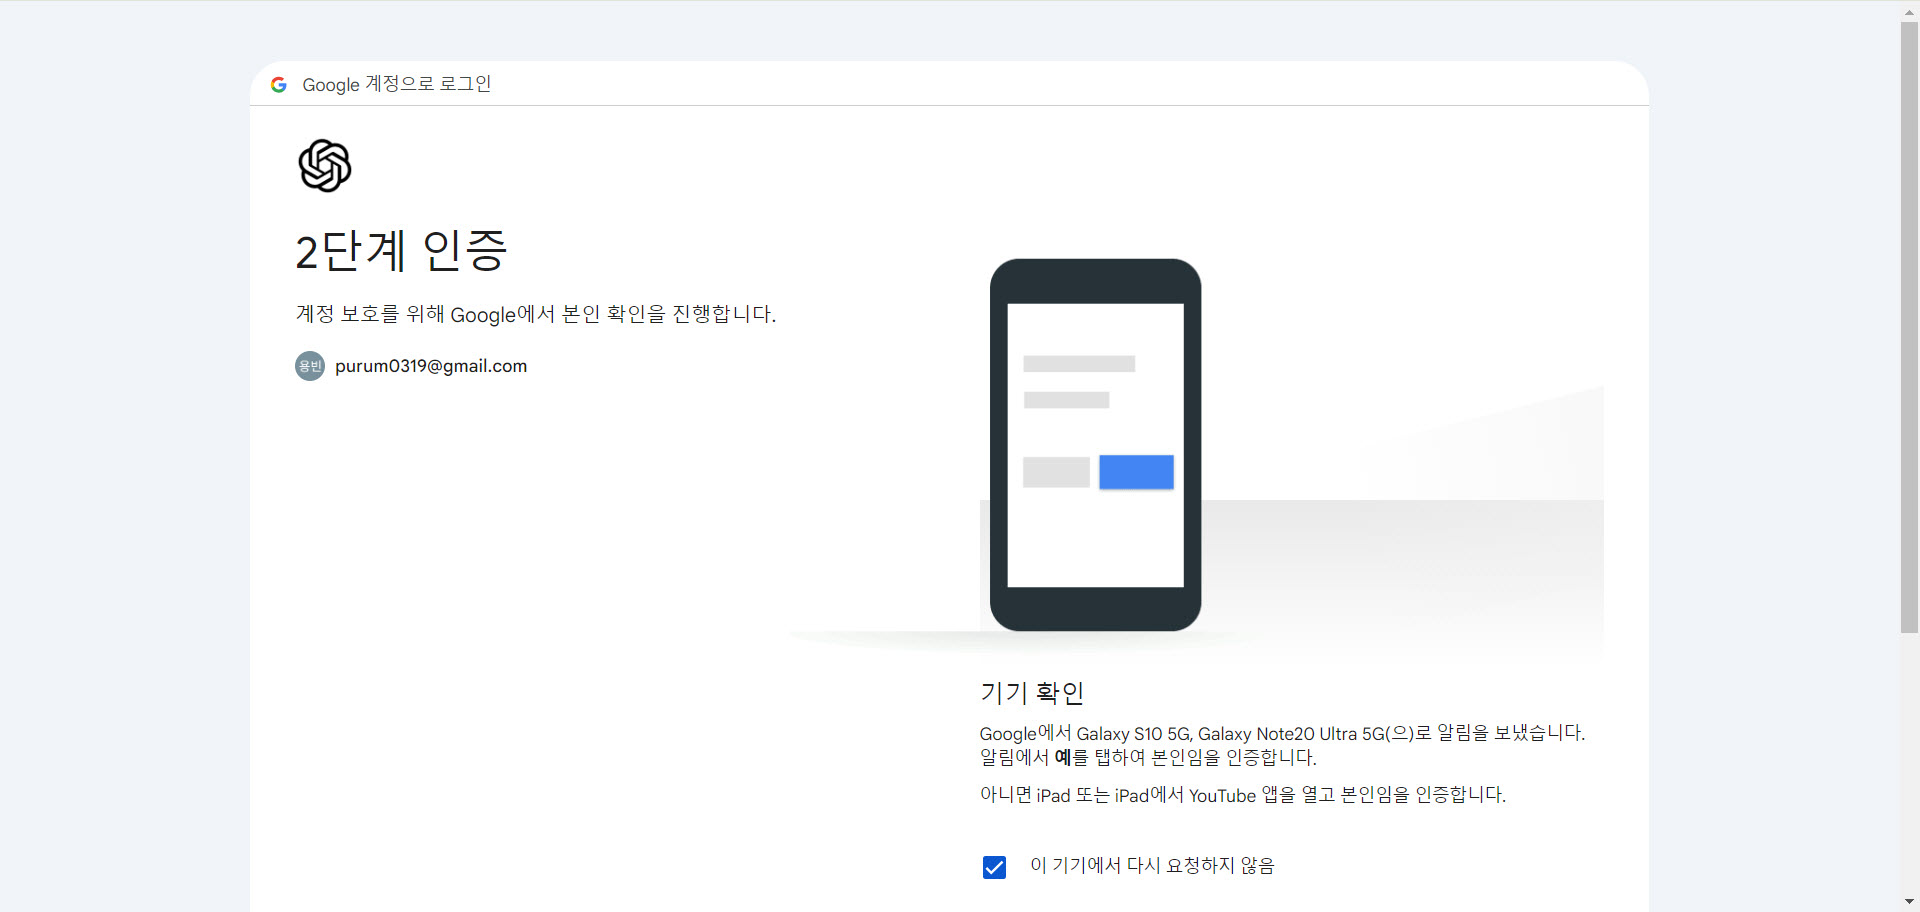 Google 계정으로 로그인
2단계 인증
계정 보호를 위해 Google에서 본인 확인을 진행합니다.
용빈 purum0319@gmail.com
기기 확인
Google에서 Galaxy S10 5G, Galaxy Note20 Ultra 5G(으)로 알림을 보냈습니다.
알림에서 예를 탭하여 본인임을 인증합니다.
아니면 iPad 또는 iPad에서 YouTube 앱을 열고 본인임을 인증합니다.
이 기기에서 다시 요청하지 않음